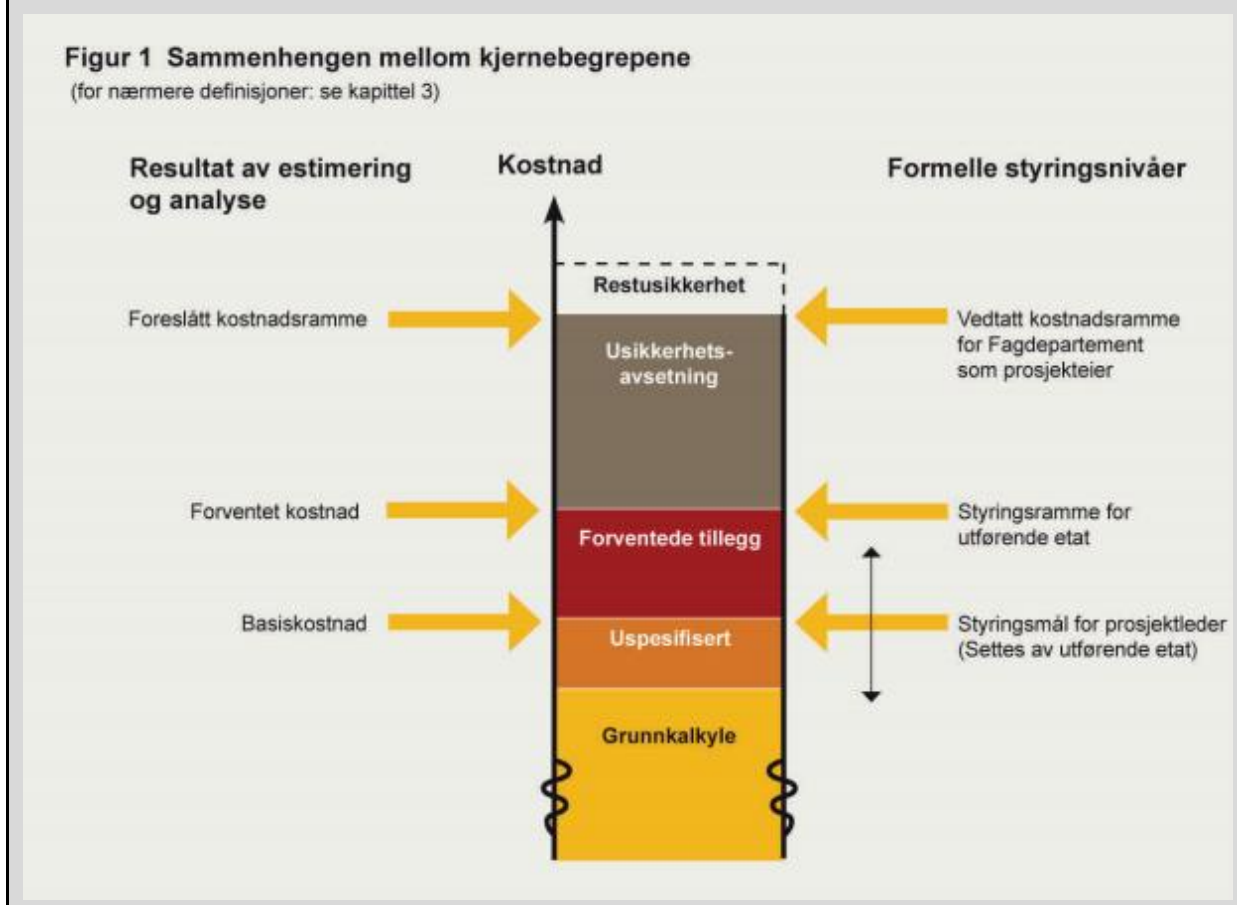 Figur 1 Sammenhengen mellom kjernebegrepene
(for nærmere definisjoner: se kapittel 3)
Resultat av estimering
og analyse
Kostnad
Formelle styringsnivåer
Restusikkerhet
Foreslått kostnadsramme
Vedtatt kostnadsramme
for Fagdepartement
som prosjekteier
Usikkerhets-
avsetning
Forventet kostnad
Styringsramme for
utførende etat
Forventede tillegg
Basiskostnad
Styringsmål for prosjektleder
(Settes av utførende etat)
Uspesifisert
Grunnkalkyle